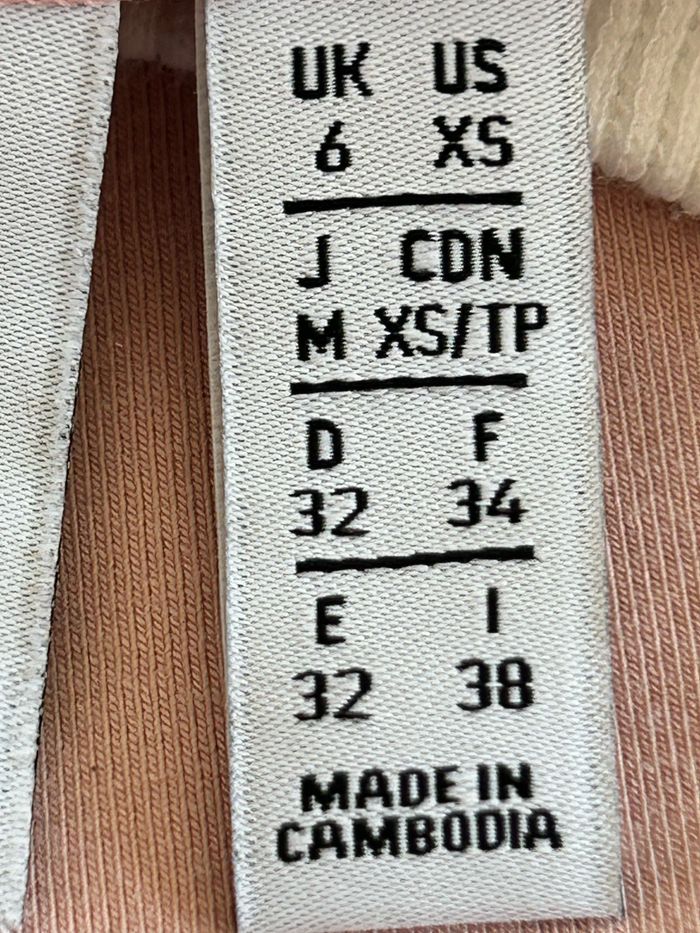 UK US
6 XS
J CDN
M XS/TP
D F
32 34
E I
32 38
MADE IN
CAMBODIA